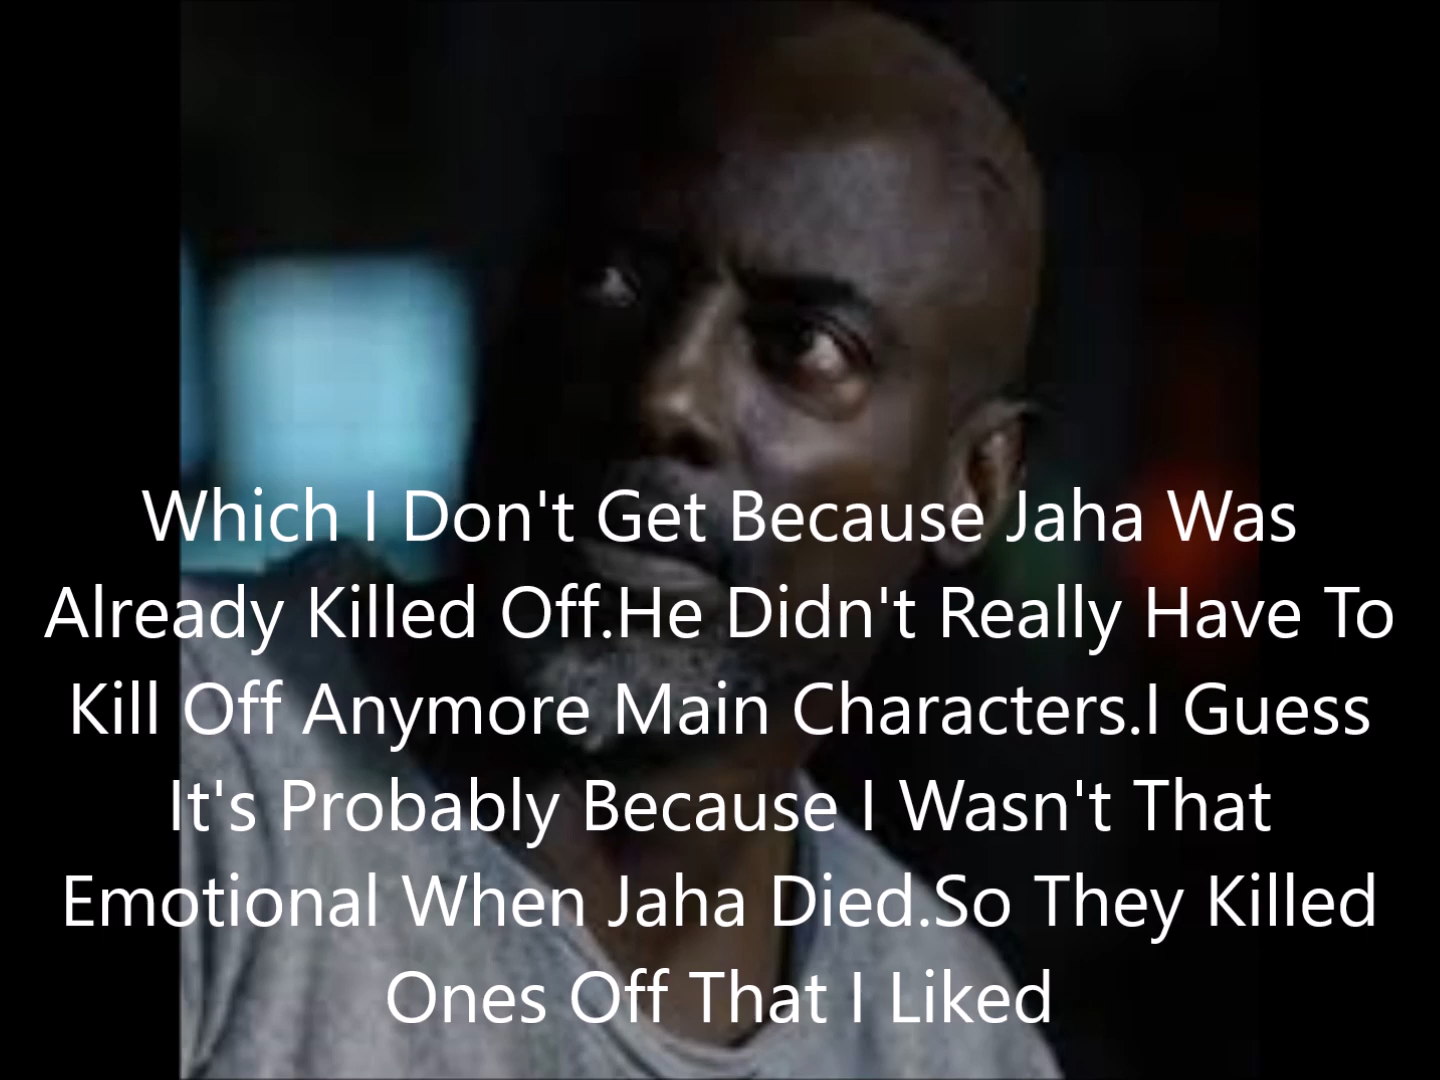 Which I Don't Get Because Jaha Was
Already Killed Off.He Didn't Really Have To
Kill Off Anymore Main Characters.I Guess
It's Probably Because I Wasn't That
Emotional When Jaha Died.So They Killed
Ones Off That I Liked